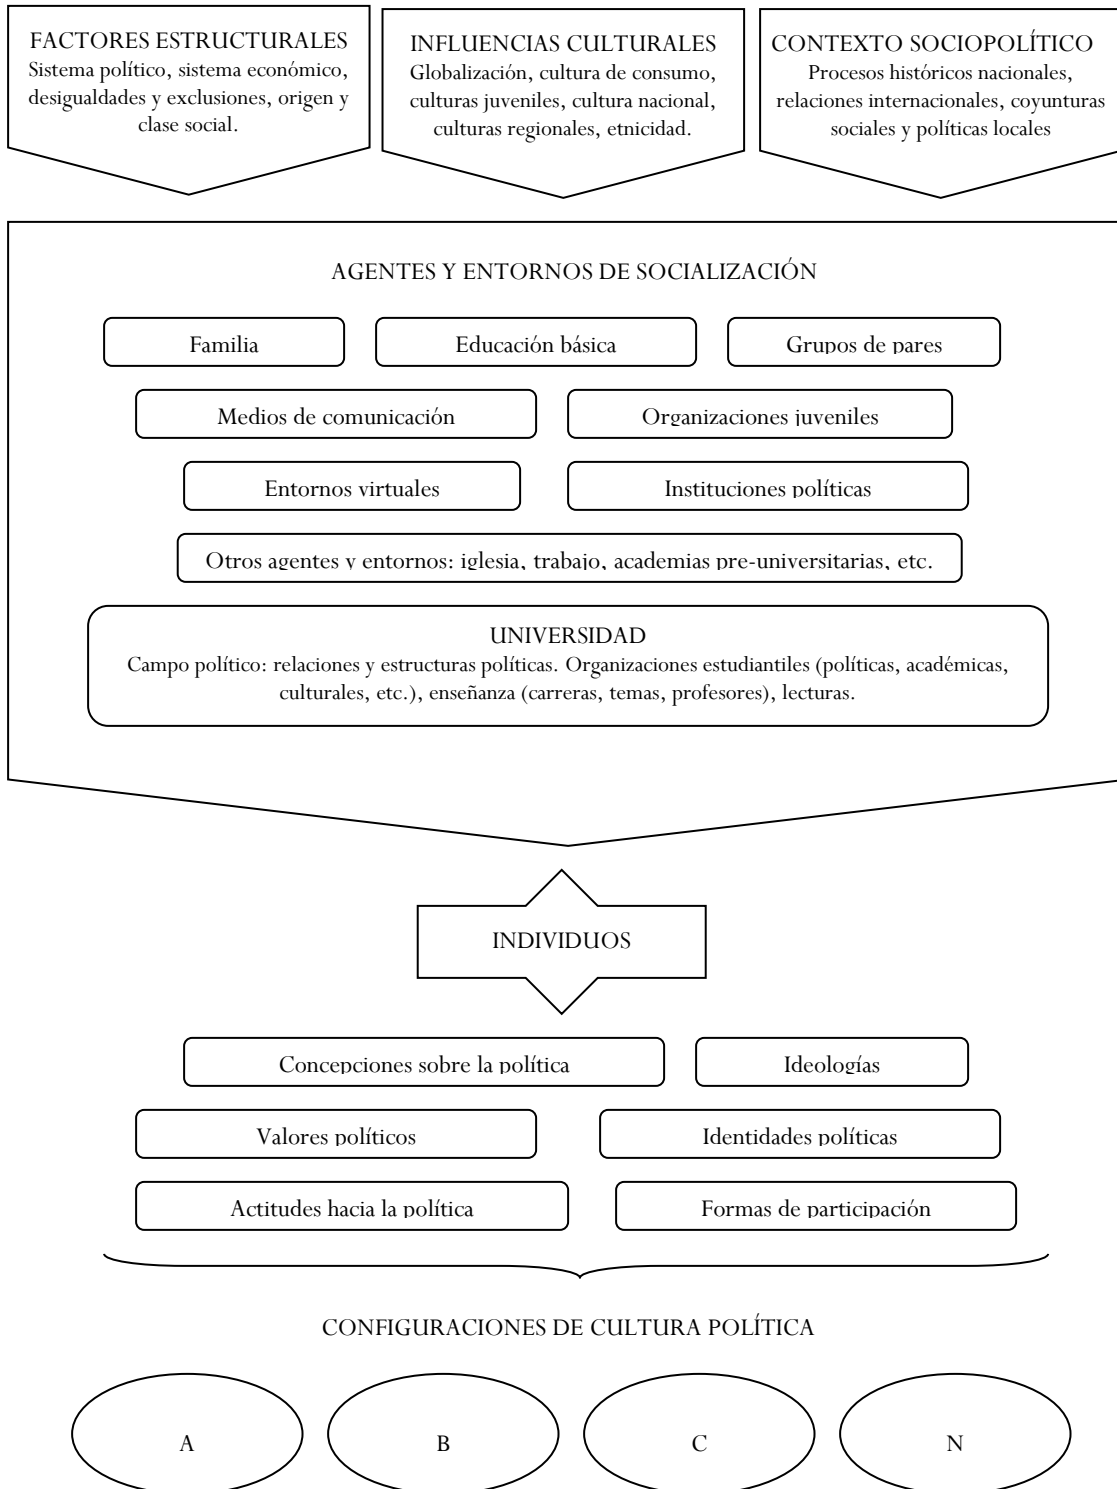 FACTORES ESTRUCTURALES
Sistema político, sistema económico,
desigualdades y exclusiones, origen y
clase social.
INFLUENCIAS CULTURALES
Globalización, cultura de consumo,
culturas juveniles, cultura nacional,
culturas regionales, etnicidad.
CONTEXTO SOCIOPOLÍTICO
Procesos históricos nacionales,
relaciones internacionales, coyunturas
sociales y políticas locales
AGENTES Y ENTORNOS DE SOCIALIZACIÓN
Familia
Educación básica
Grupos de pares
Medios de comunicación
Organizaciones juveniles
Entornos virtuales
Instituciones políticas
Otros agentes y entornos: iglesia, trabajo, academias pre-universitarias, etc.
UNIVERSIDAD
Campo político: relaciones y estructuras políticas. Organizaciones estudiantiles (políticas, académicas,
culturales, etc.), enseñanza (carreras, temas, profesores), lecturas.
INDIVIDUOS
Concepciones sobre la política
Ideologías
Valores políticos
Identidades políticas
Actitudes hacia la política
Formas de participación
CONFIGURACIONES DE CULTURA POLÍTICA
A
B
C
N